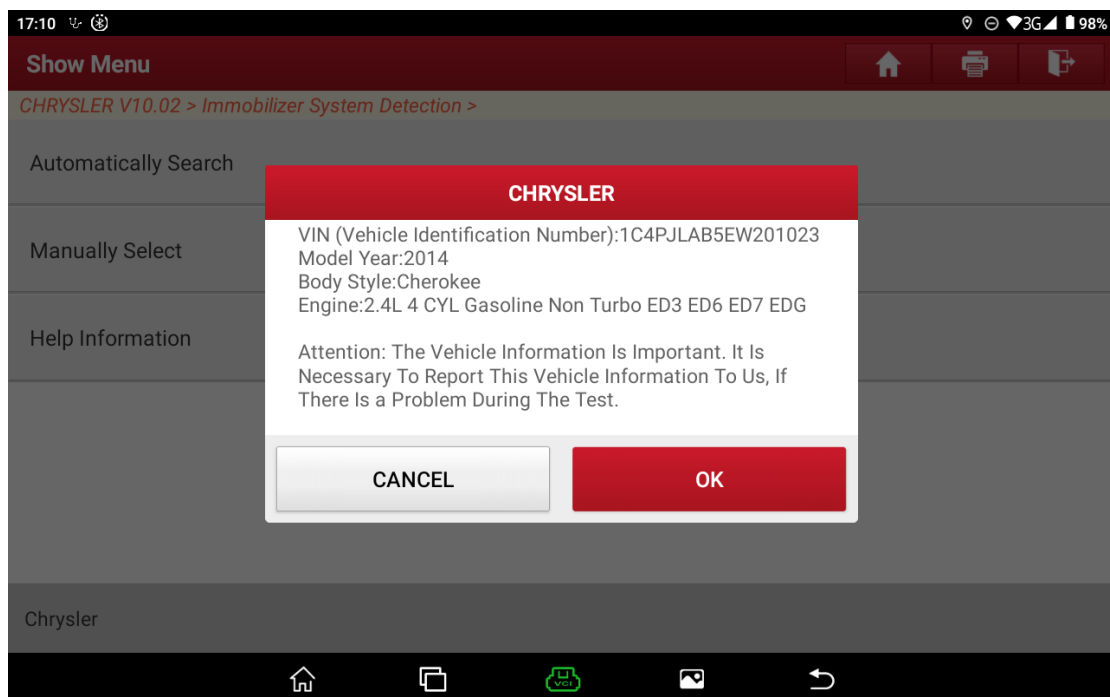 17:10 3G 98%
Show Menu
CHRYSLER V10.02 > Immobilizer System Detection >
Automatically Search
Manually Select
Help Information
CHRYSLER
VIN (Vehicle Identification Number):1C4PJLAB5EW201023
Model Year:2014
Body Style:Cherokee
Engine:2.4L 4 CYL Gasoline Non Turbo ED3 ED6 ED7 EDG
Attention: The Vehicle Information Is Important. It Is
Necessary To Report This Vehicle Information To Us, If
There Is a Problem During The Test.
CANCEL OK
Chrysler
VCI